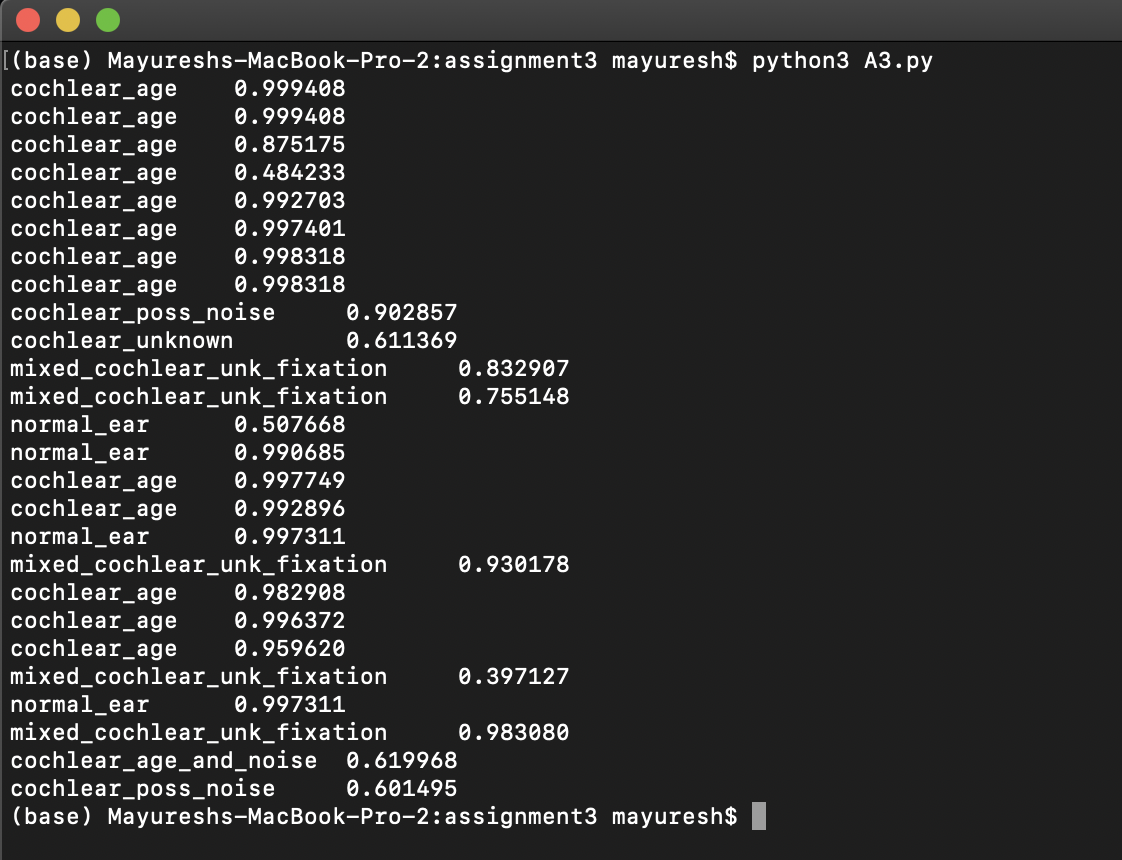 (base) Mayureshs-MacBook-Pro-2:assignment3 mayuresh$ python3 A3.py
cochlear_age 0.999408
cochlear_age 0.999408
cochlear_age 0.875175
cochlear_age 0.484233
cochlear_age 0.992703
cochlear_age 0.997401
cochlear_age 0.998318
cochlear_age 0.998318
cochlear_poss_noise 0.902857
cochlear_unknown 0.611369
mixed_cochlear_unk_fixation 0.832907
mixed_cochlear_unk_fixation 0.755148
normal_ear 0.507668
normal_ear 0.990685
cochlear_age 0.997749
cochlear_age 0.992896
normal_ear 0.997311
mixed_cochlear_unk_fixation 0.930178
cochlear_age 0.982908
cochlear_age 0.996372
cochlear_age 0.959620
mixed_cochlear_unk_fixation 0.397127
normal_ear 0.997311
mixed_cochlear_unk_fixation 0.983080
cochlear_age_and_noise 0.619968
cochlear_poss_noise 0.601495
(base) Mayureshs-MacBook-Pro-2:assignment3 mayuresh$